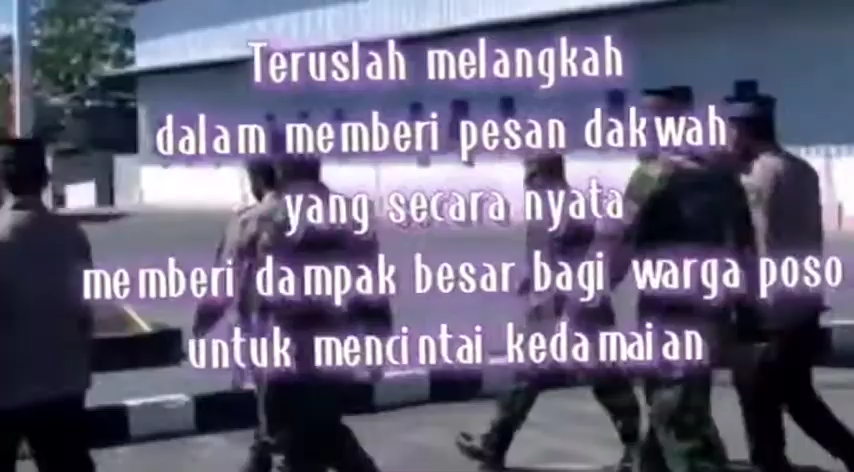 Teruslah melangkah
dalam memberi pesan dakwah
yang secara nyata
memberi dampak besar bagi warga poso
untuk mencintai kedamaian